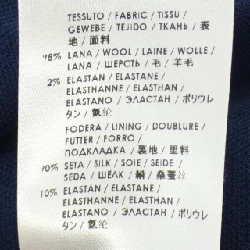 TESSUTO / FABRIC / TISSU /
GEWEBE / TEJIDO / ТКАНЬ / 表
地 / 面料
98% LANA / WOOL / LAINE / WOLLE /
LANA / ШЕРСТЬ / 毛 / 羊毛
2% ELASTAN / ELASTANE /
ELASTHANNE / ELASTHAN /
ELASTANO / ЭЛАСТАН / ポリウレ
タン / 氨纶
FODERA / LINING / DOUBLURE /
FUTTER / FORRO /
ПОДКЛАДКА / 裏地 / 里料
90% SETA / SILK / SOIE / SEIDE /
SEDA / ШЁЛК / 絹 / 桑蚕丝
10% ELASTAN / ELASTANE /
ELASTHANNE / ELASTHAN /
ELASTANO / ЭЛАСТАН / ポリウレ
タン / 氨纶